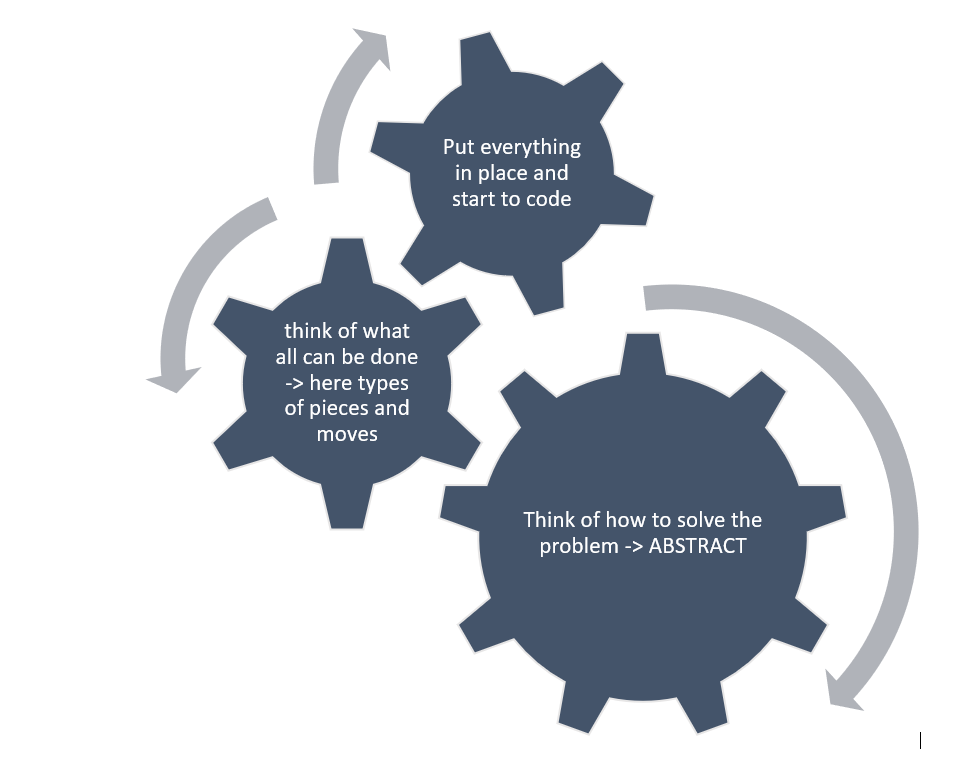 Put everything
in place and
start to code
think of what
all can be done
-> here types
of pieces and
moves
Think of how to solve the
problem -> ABSTRACT